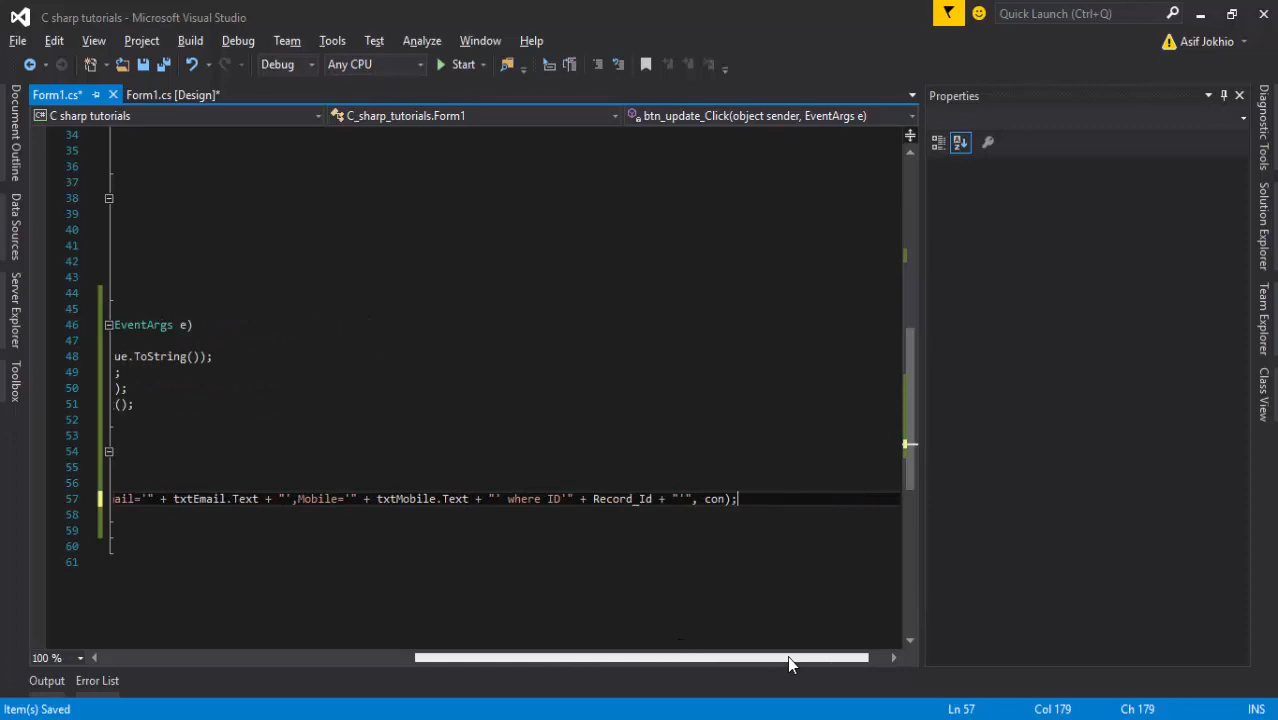 C sharp tutorials - Microsoft Visual Studio
Quick Launch (Ctrl+Q)
File Edit View Project Build Debug Team Tools Test Analyze Window Help
Asif Jokhio
Debug Any CPU Start
Form1.cs* Form1.cs [Design]*
Properties
C# C sharp tutorials C_sharp_tutorials.Form1 btn_update_Click(object sender, EventArgs e)
Document Outline
Data Sources
Server Explorer
Toolbox
34
35
36
37
38
39
40
41
42
43
44
45
46 EventArgs e)
47
48 ue.ToString());
49 ;
50 );
51 ();
52
53
54
55
56
57 ail='" + txtEmail.Text + "',Mobile='" + txtMobile.Text + "' where ID'" + Record_Id + "'", con);
58
59
60
61
Diagnostic Tools
Solution Explorer
Team Explorer
Class View
100 %
Output Error List
Item(s) Saved Ln 57 Col 179 Ch 179 INS